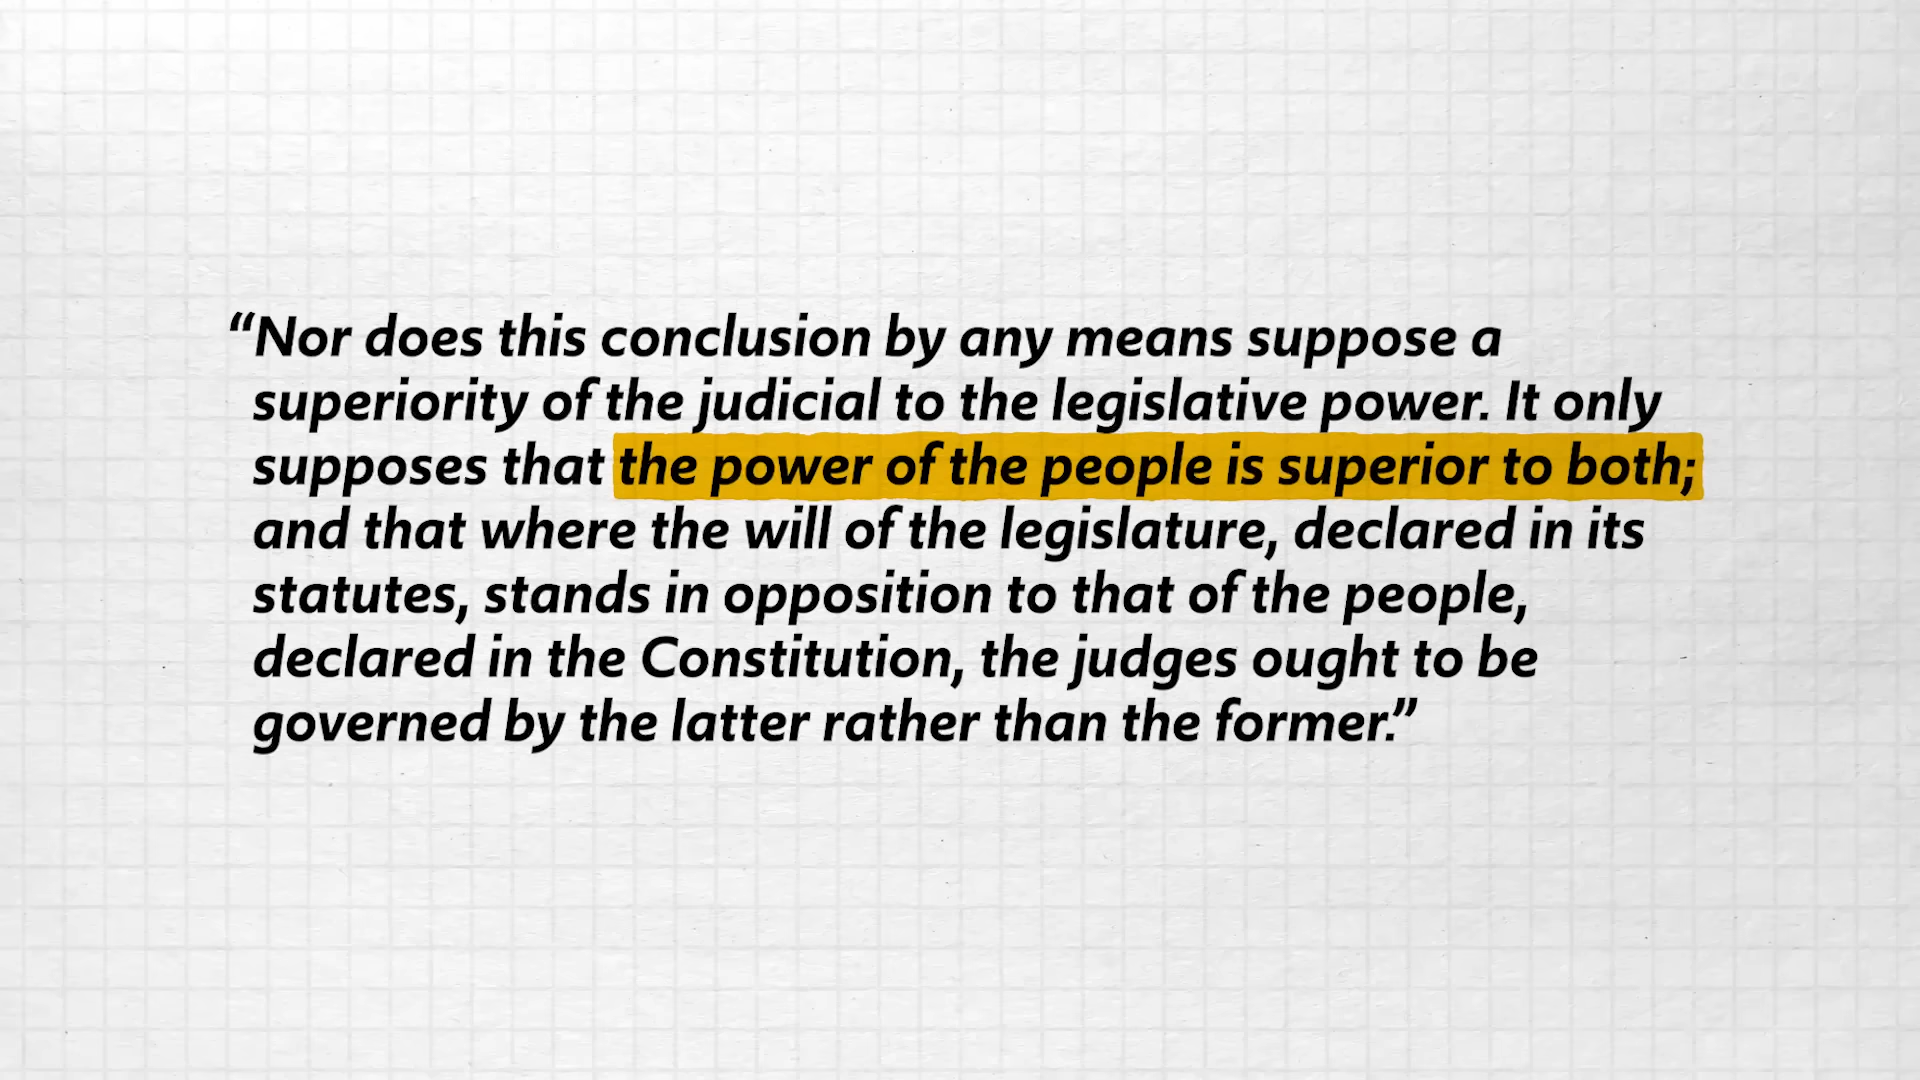 “Nor does this conclusion by any means suppose a
superiority of the judicial to the legislative power. It only
supposes that the power of the people is superior to both;
and that where the will of the legislature, declared in its
statutes, stands in opposition to that of the people,
declared in the Constitution, the judges ought to be
governed by the latter rather than the former.”